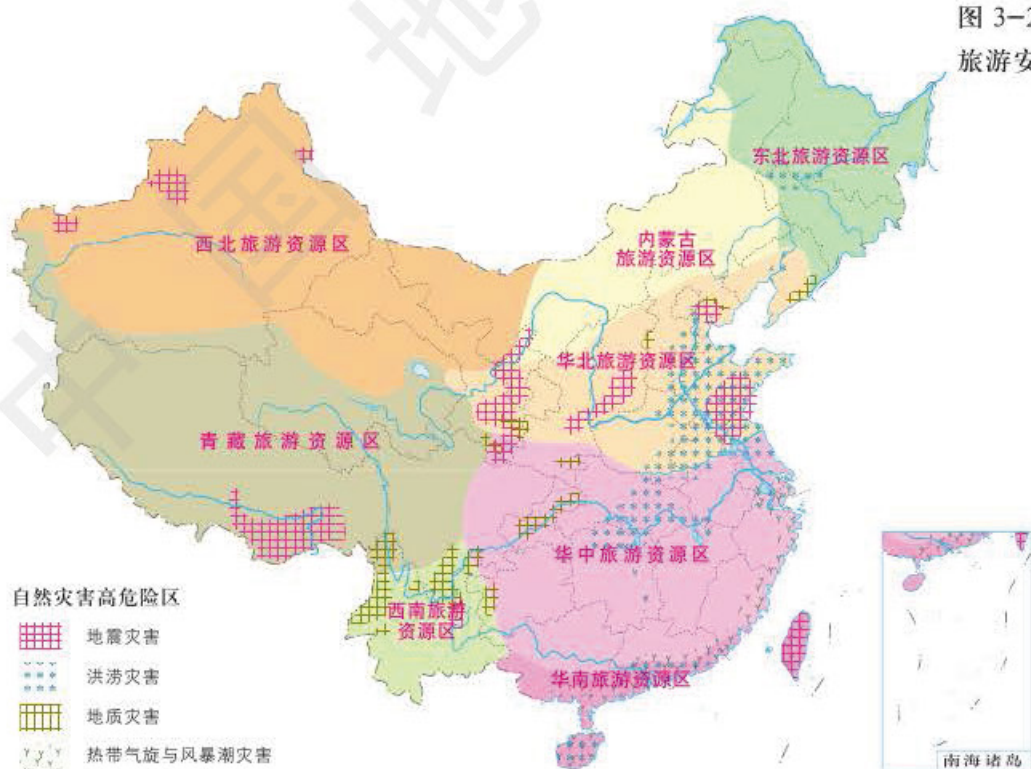 图 3-2
旅游安
东北旅游资源区
内蒙古
旅游资源区
西北旅游资源区
华北旅游资源区
青藏旅游资源区
华中旅游资源区
西南旅游
资源区
华南旅游资源区
自然灾害高危险区
地震灾害
洪涝灾害
地质灾害
热带气旋与风暴潮灾害
南海诸岛
中国地